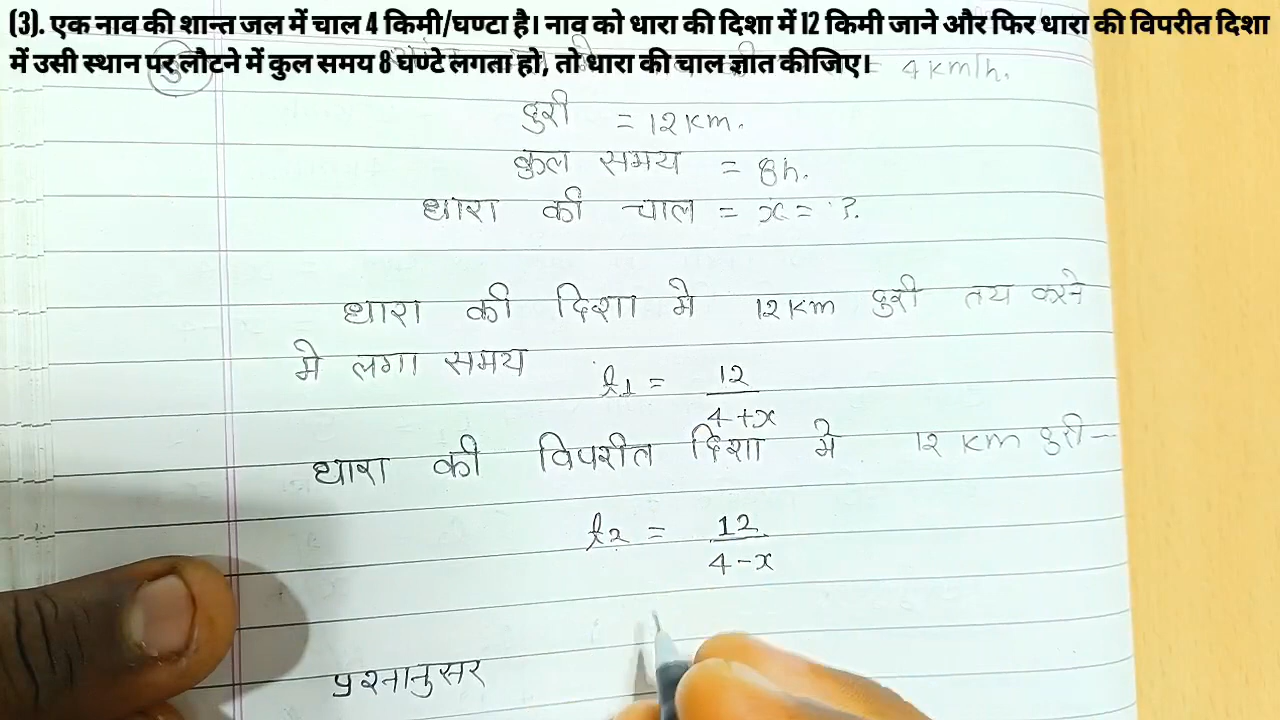 (3). एक नाव की शान्त जल में चाल 4 किमी/घण्टा है। नाव को धारा की दिशा में 12 किमी जाने और फिर धारा की विपरीत दिशा
में उसी स्थान पर लौटने में कुल समय 8 घण्टे लगता हो, तो धारा की चाल ज्ञात कीजिए।
= 4 km/h.
दुरी = 12 km.
कुल समय = 8h.
धारा की चाल = x = ?
धारा की दिशा मे 12 km दुरी तय करने
मे लगा समय t₁ = 12/4+x
धारा की विपरीत दिशा मे 12 km दुरी —
t₂ = 12/4-x
प्रश्नानुसर